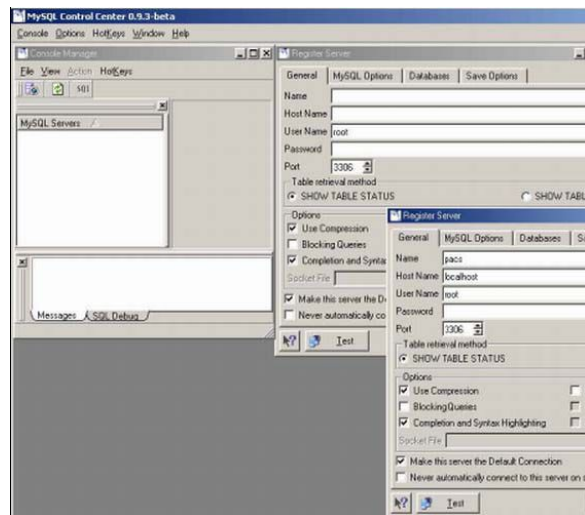 MySQL Control Center 0.9.3-beta
Console Options HotKeys Window Help
Console Manager
File View Action HotKeys
SQL
MySQL Servers
Messages SQL Debug
Register Server
General MySQL Options Databases Save Options
Name
Host Name
User Name root
Password
Port 3306
Table retrieval method
SHOW TABLE STATUS SHOW TABL
Options
Use Compression
Blocking Queries
Completion and Synta
Socket File
Make this server the D
Never automatically co
Test
Register Server
General MySQL Options Databases S
Name pacs
Host Name localhost
User Name root
Password
Port 3306
Table retrieval method
SHOW TABLE STATUS
Options
Use Compression
Blocking Queries
Completion and Syntax Highlighting
Socket File
Make this server the Default Connection
Never automatically connect to this server on s
Test